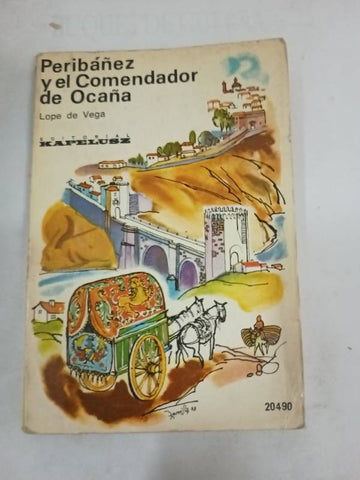 Peribáñez
y el Comendador
de Ocaña
Lope de Vega
EDITORIAL
KAPELUSZ
20490